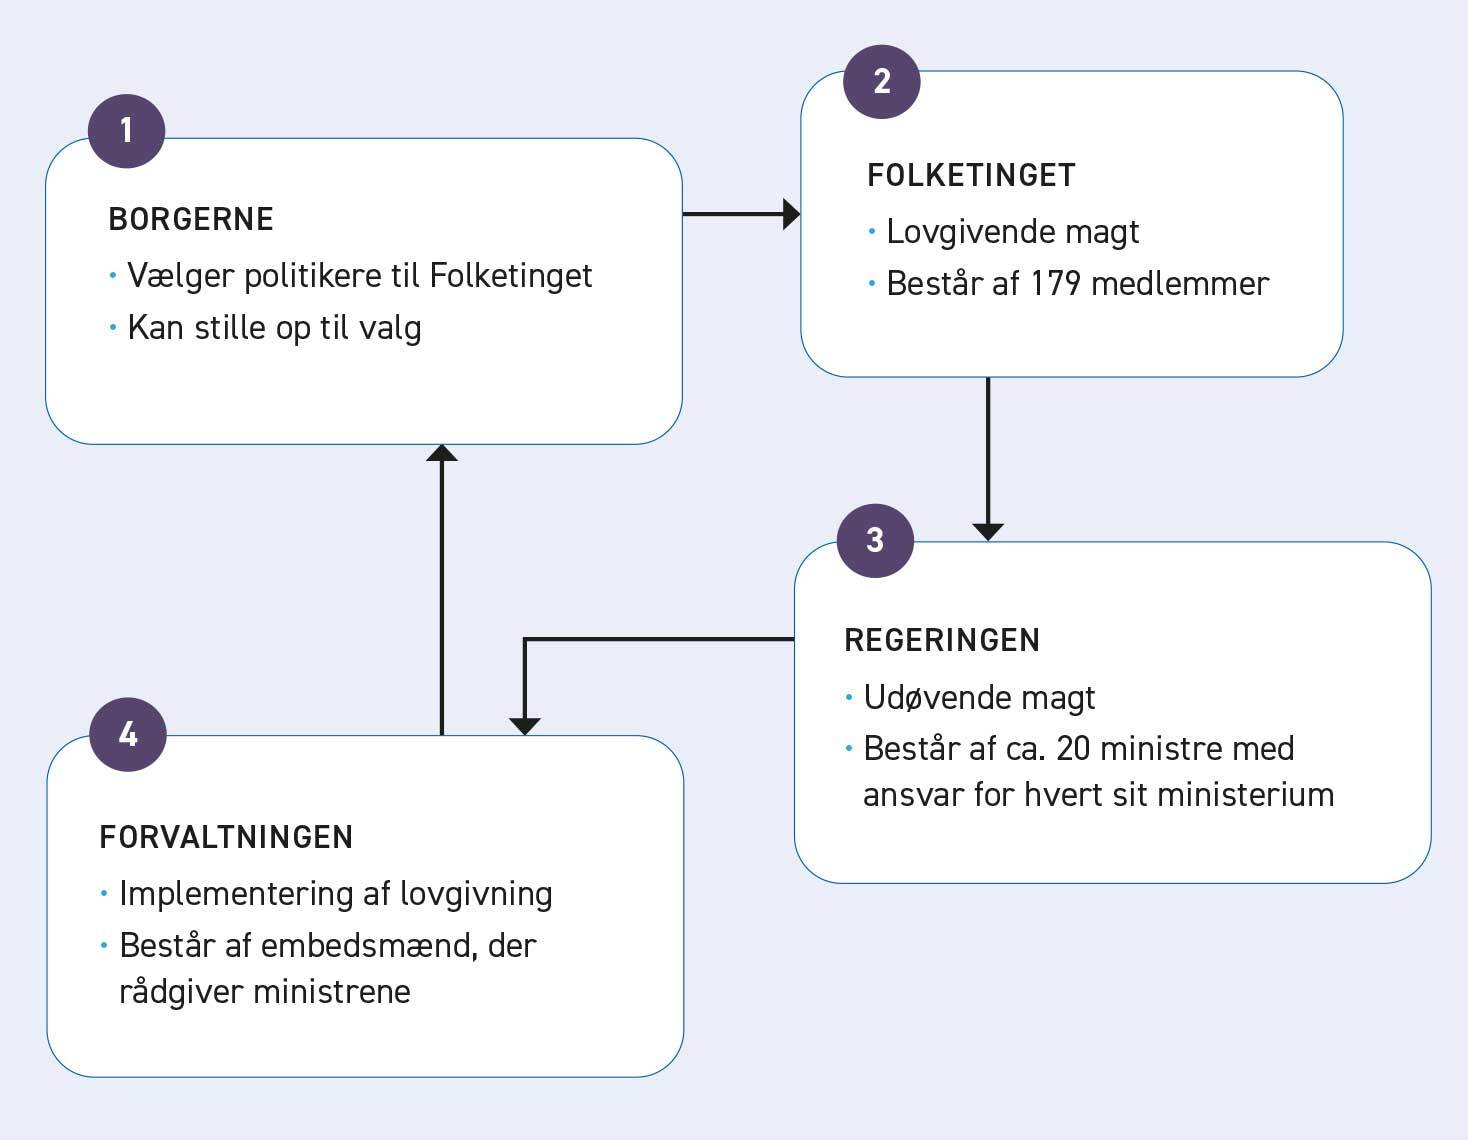 1
BORGERNE
• Vælger politikere til Folketinget
• Kan stille op til valg
2
FOLKETINGET
• Lovgivende magt
• Består af 179 medlemmer
3
REGERINGEN
• Udøvende magt
• Består af ca. 20 ministre med
ansvar for hvert sit ministerium
4
FORVALTNINGEN
• Implementering af lovgivning
• Består af embedsmænd, der
rådgiver ministrene